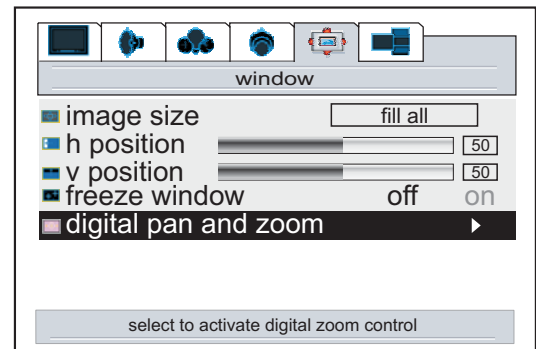 window
image size fill all
h position 50
v position 50
freeze window off on
digital pan and zoom
select to activate digital zoom control